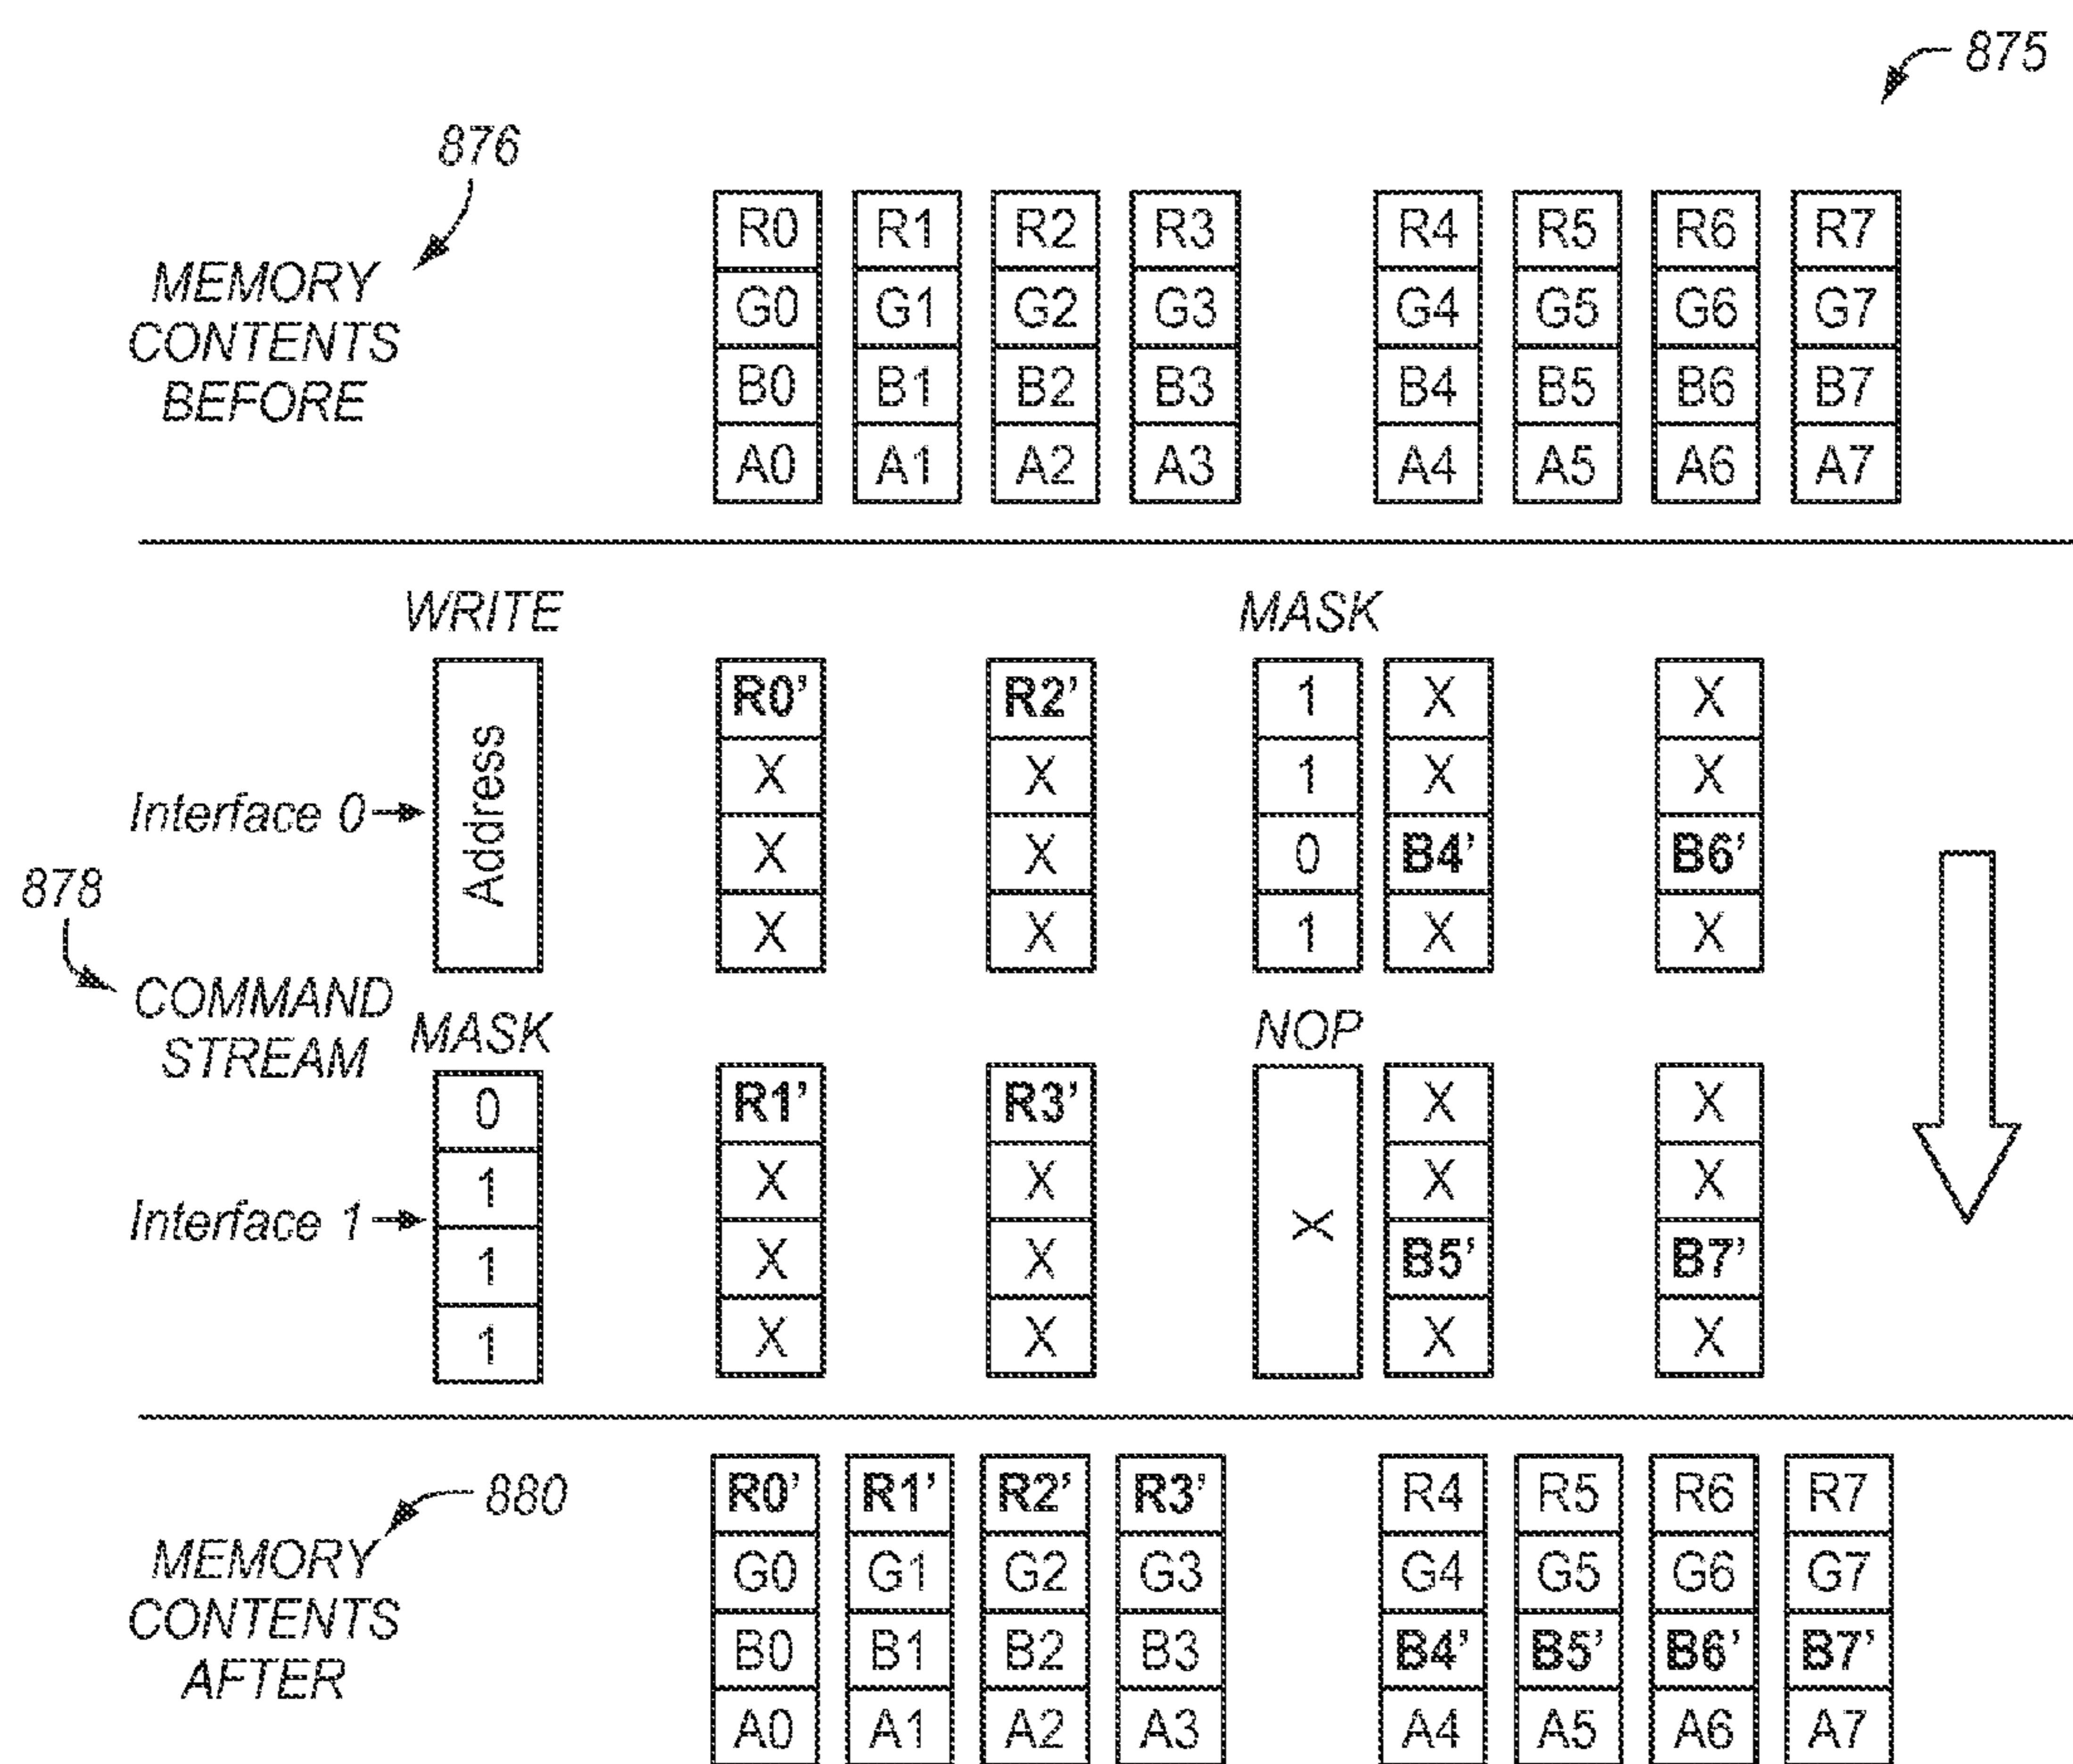 875
876
MEMORY
CONTENTS
BEFORE
R0 R1 R2 R3 R4 R5 R6 R7
G0 G1 G2 G3 G4 G5 G6 G7
B0 B1 B2 B3 B4 B5 B6 B7
A0 A1 A2 A3 A4 A5 A6 A7
WRITE MASK
Interface 0
Address
R0' R2' 1 X X
X X 1 X X
X X 0 B4' B6'
X X 1 X X
878
COMMAND
STREAM
MASK NOP
Interface 1
0 R1' R3' X X
1 X X X X
1 X X X B5' B7'
1 X X X X
880
MEMORY
CONTENTS
AFTER
R0' R1' R2' R3' R4 R5 R6 R7
G0 G1 G2 G3 G4 G5 G6 G7
B0 B1 B2 B3 B4' B5' B6' B7'
A0 A1 A2 A3 A4 A5 A6 A7